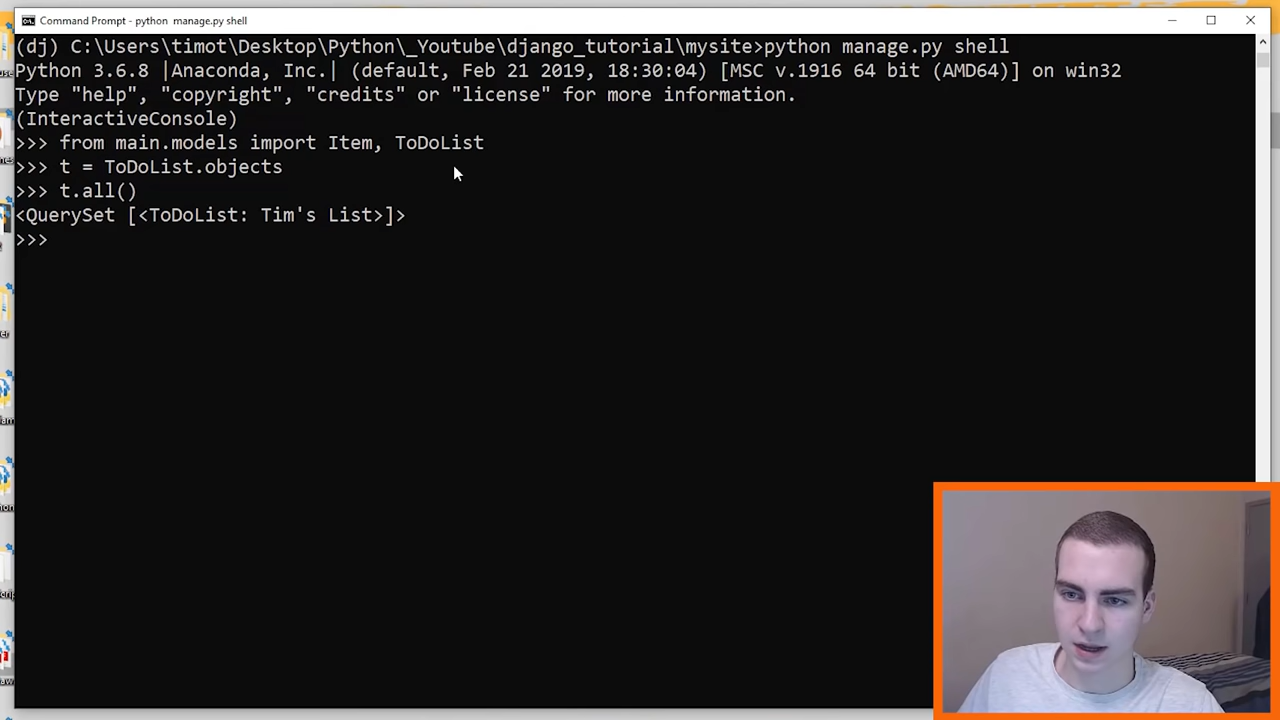 Command Prompt - python  manage.py shell
(dj) C:\Users\timot\Desktop\Python\_Youtube\django_tutorial\mysite>python manage.py shell
Python 3.6.8 |Anaconda, Inc.| (default, Feb 21 2019, 18:30:04) [MSC v.1916 64 bit (AMD64)] on win32
Type "help", "copyright", "credits" or "license" for more information.
(InteractiveConsole)
>>> from main.models import Item, ToDoList
>>> t = ToDoList.objects
>>> t.all()
<QuerySet [<ToDoList: Tim's List>]>
>>>